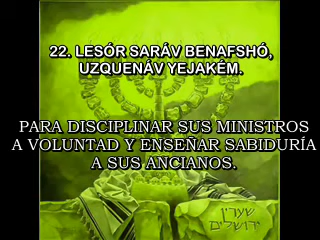 22. LESÓR SARÁV BENAFSHÓ,
UZQUENÁV YEJAKÉM.
PARA DISCIPLINAR SUS MINISTROS
A VOLUNTAD Y ENSEÑAR SABIDURÍA
A SUS ANCIANOS.
שערי
ירושלים